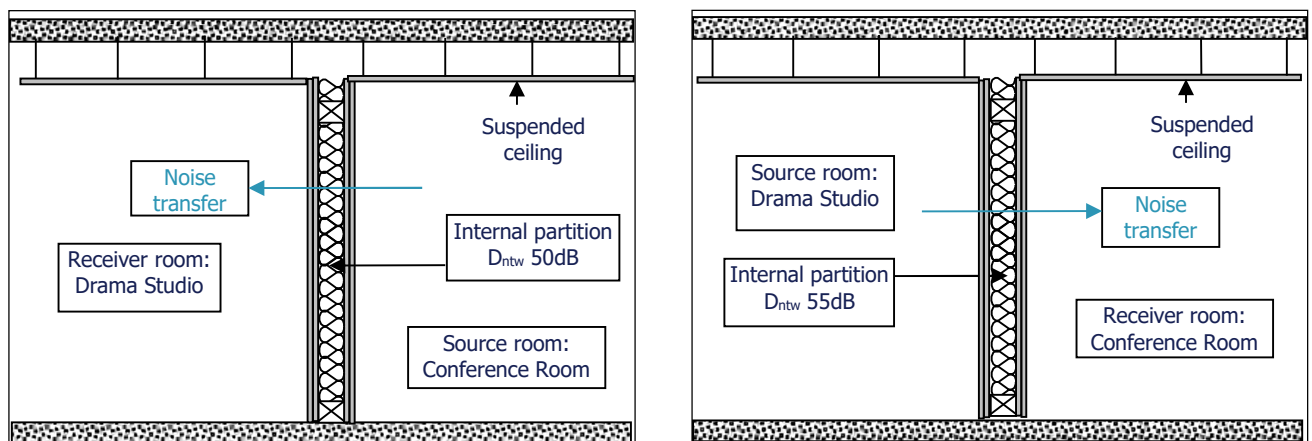 Suspended
ceiling
Noise
transfer
Internal partition
Dntw 50dB
Receiver room:
Drama Studio
Source room:
Conference Room
Suspended
ceiling
Source room:
Drama Studio
Noise
transfer
Internal partition
Dntw 55dB
Receiver room:
Conference Room